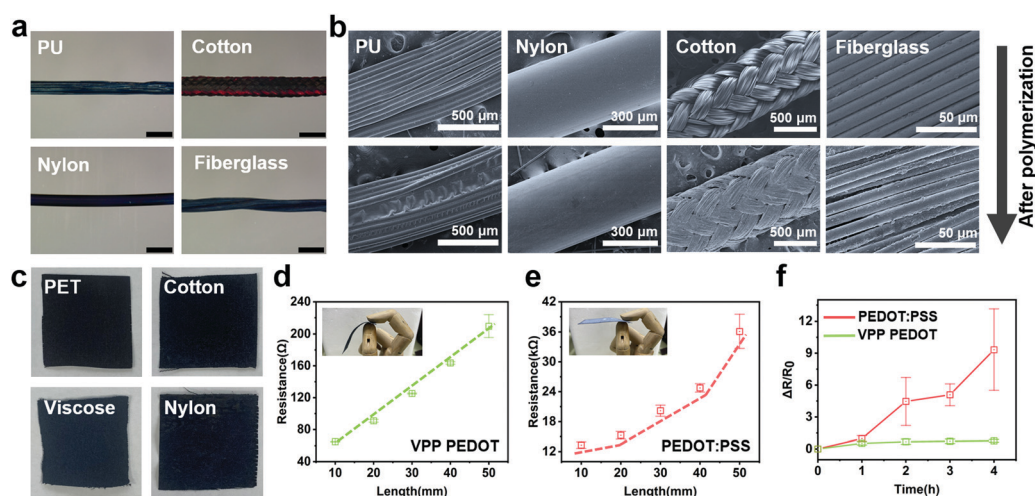 a
PU
Cotton
Nylon
Fiberglass
b
PU
Nylon
Cotton
Fiberglass
500 μm
300 μm
500 μm
50 μm
500 μm
300 μm
500 μm
50 μm
After polymerization
c
PET
Cotton
Viscose
Nylon
d
Resistance(Ω)
240
200
160
120
80
40
10
20
30
40
50
Length(mm)
VPP PEDOT
e
Resistance(kΩ)
42
36
30
24
18
12
10
20
30
40
50
Length(mm)
PEDOT:PSS
f
ΔR/R0
15
12
9
6
3
0
0
1
2
3
4
Time(h)
PEDOT:PSS
VPP PEDOT